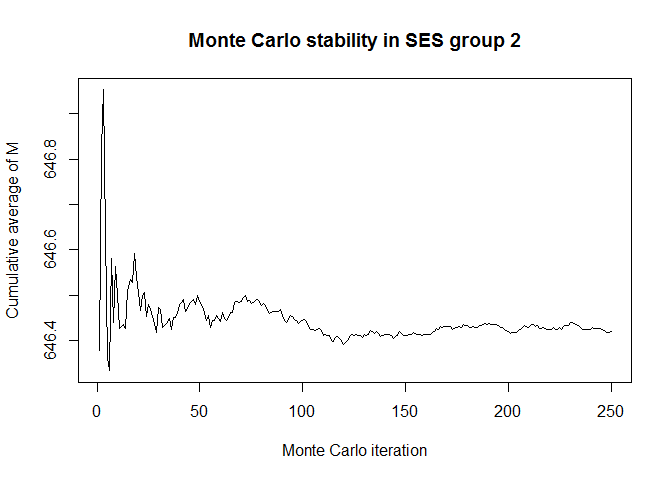 Monte Carlo stability in SES group 2
Cumulative average of M
646.8
646.6
646.4
0 50 100 150 200 250
Monte Carlo iteration